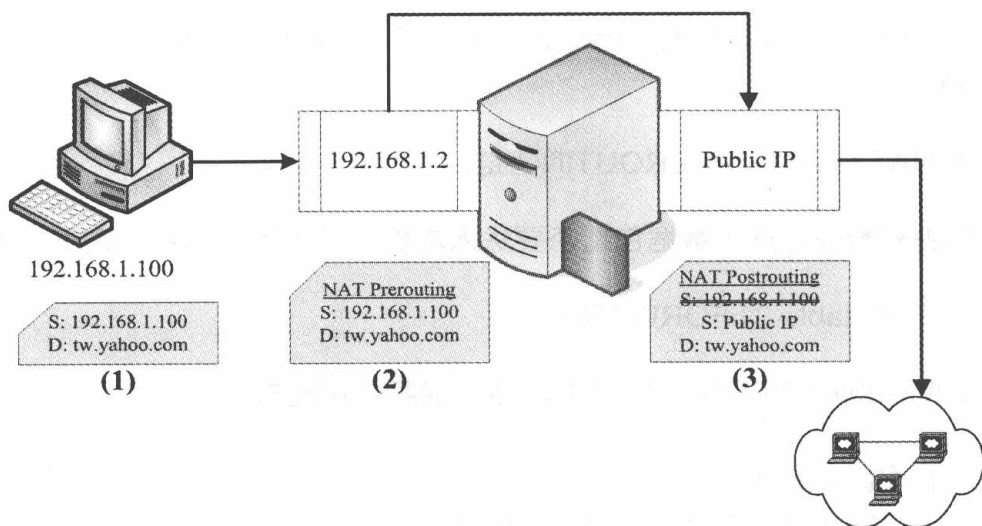 192.168.1.2
Public IP
192.168.1.100
S: 192.168.1.100
D: tw.yahoo.com
(1)
NAT Prerouting
S: 192.168.1.100
D: tw.yahoo.com
(2)
NAT Postrouting
S: 192.168.1.100
S: Public IP
D: tw.yahoo.com
(3)